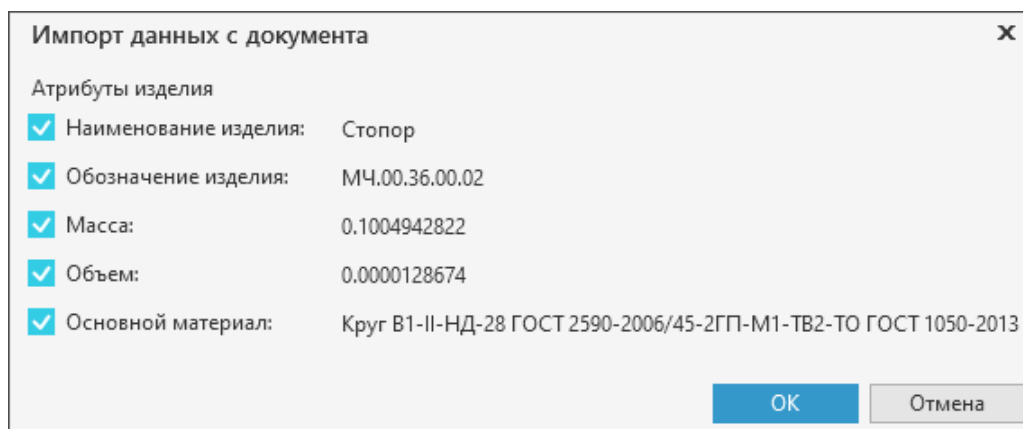 Импорт данных с документа
x
Атрибуты изделия
Наименование изделия: Стопор
Обозначение изделия: МЧ.00.36.00.02
Масса: 0.1004942822
Объем: 0.0000128674
Основной материал: Круг В1-II-НД-28 ГОСТ 2590-2006/45-2ГП-М1-ТВ2-ТО ГОСТ 1050-2013
ОК Отмена